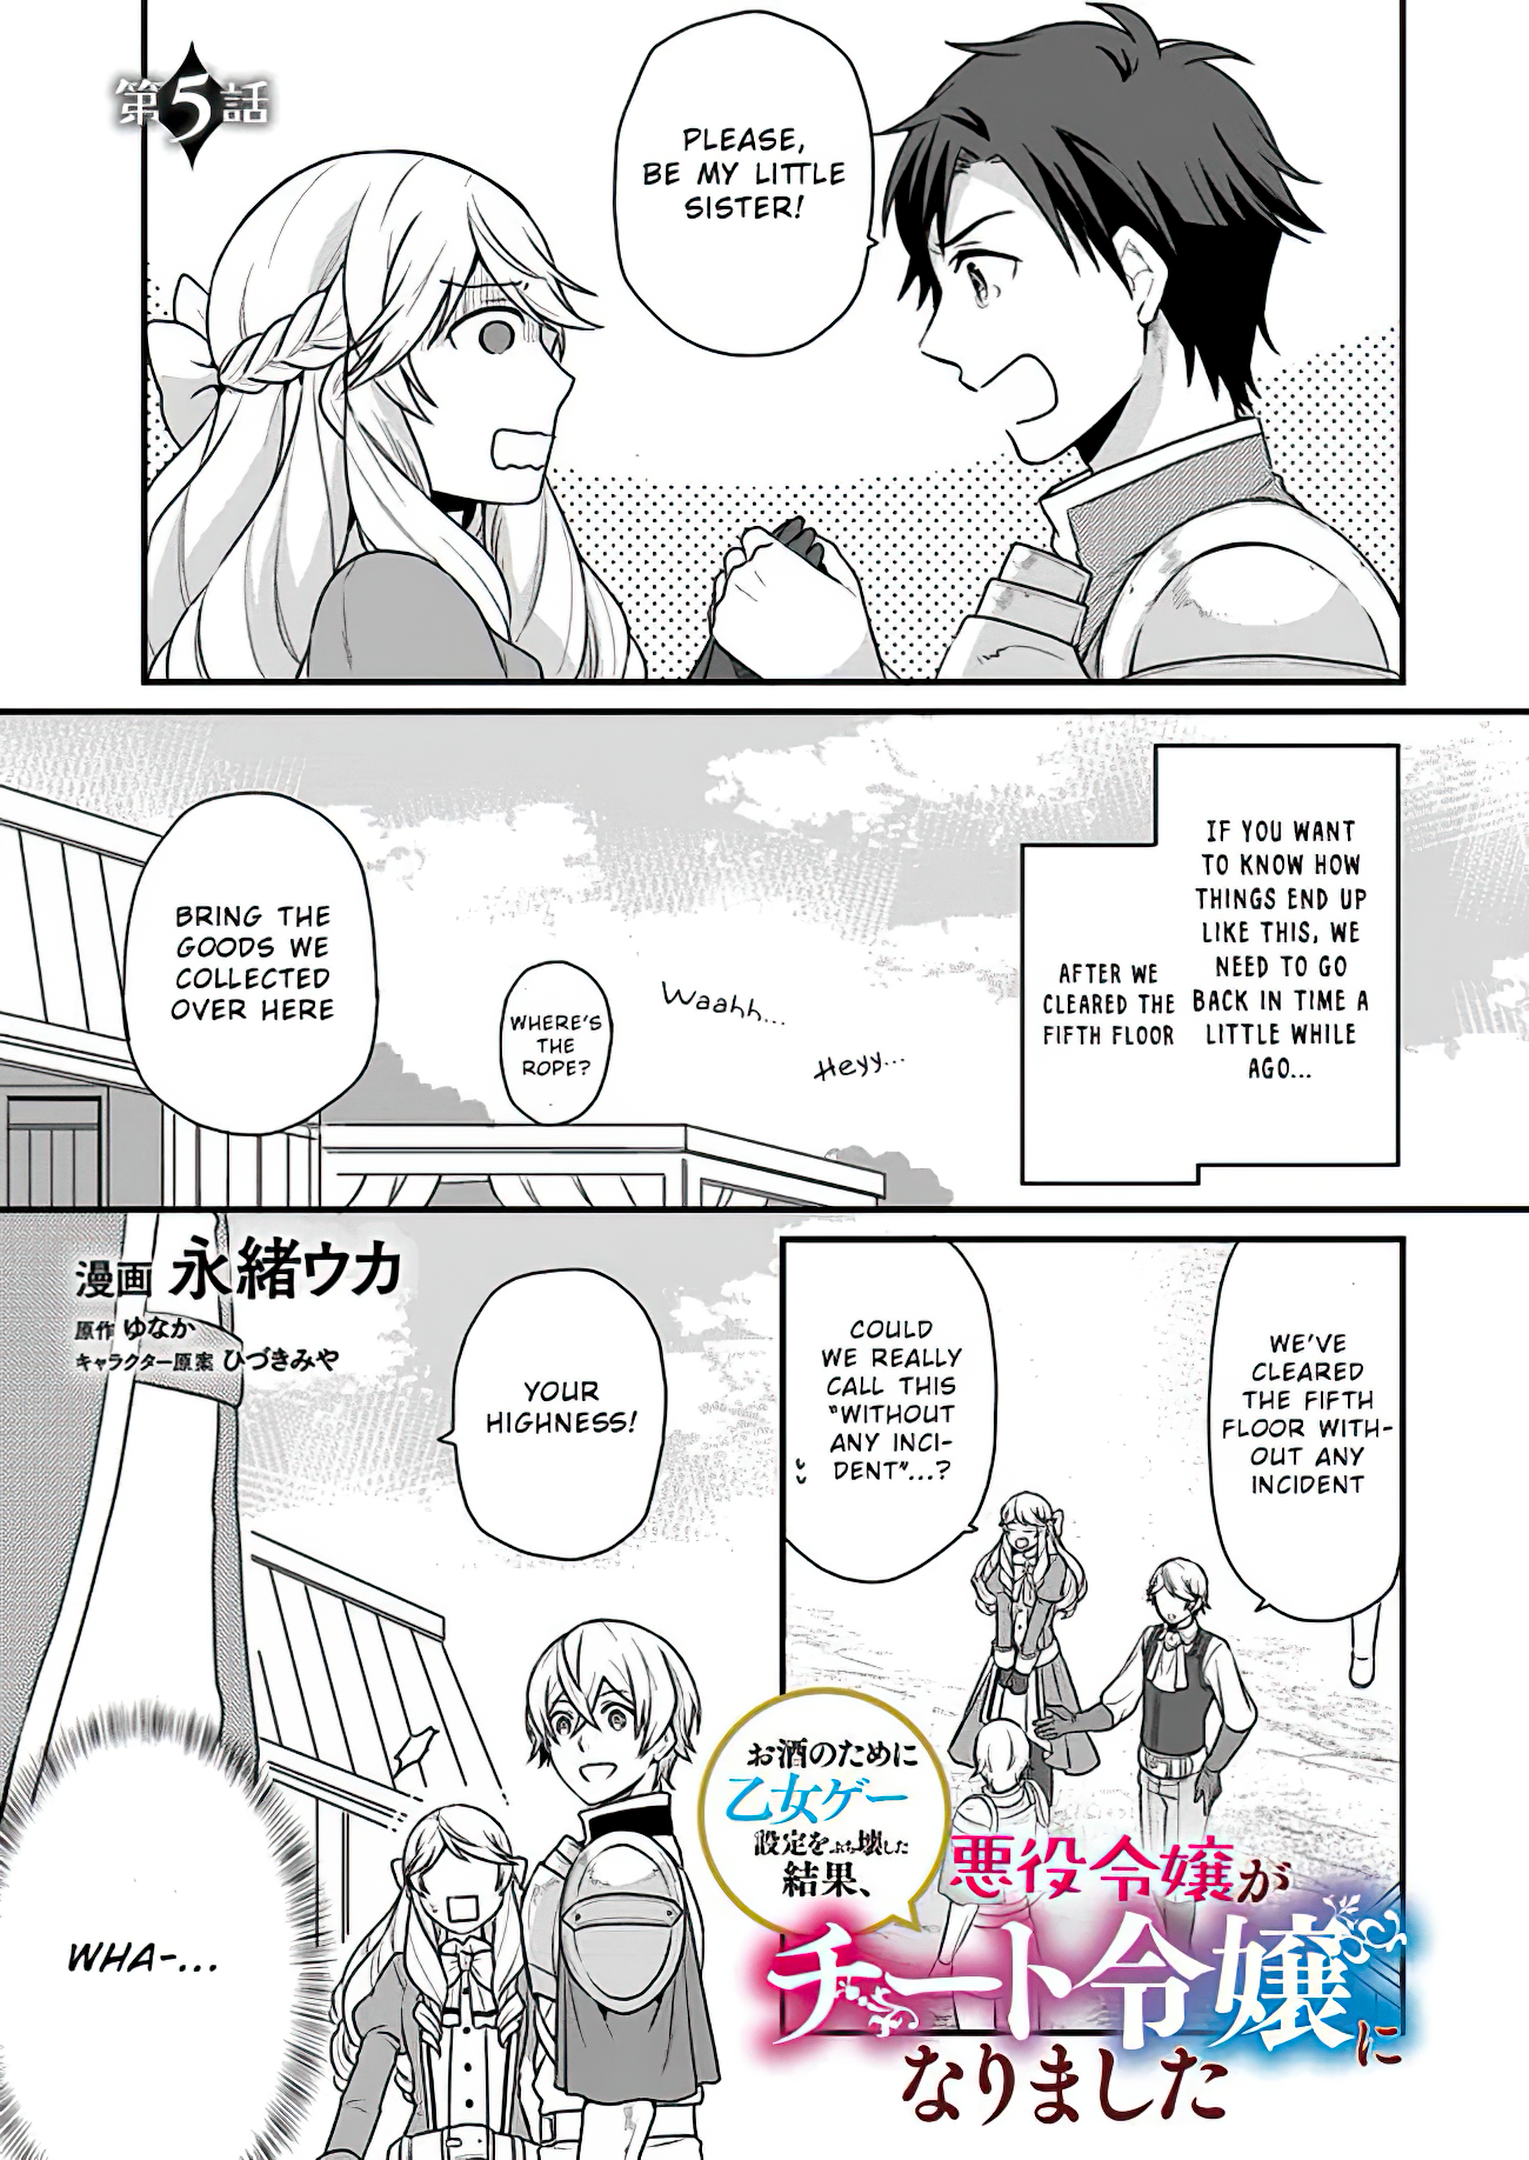 第5話
PLEASE,
BE MY LITTLE
SISTER!
IF YOU WANT
TO KNOW HOW
THINGS END UP
LIKE THIS, WE
NEED TO GO
BACK IN TIME A
LITTLE WHILE
AGO...
AFTER WE
CLEARED THE
FIFTH FLOOR
Heyy...
Waahh...
WHERE'S
THE
ROPE?
BRING THE
GOODS WE
COLLECTED
OVER HERE
WE'VE
CLEARED
THE FIFTH
FLOOR WITH-
OUT ANY
INCIDENT
COULD
WE REALLY
CALL THIS
"WITHOUT
ANY INCI-
DENT"...?
YOUR
HIGHNESS!
WHA-...
漫画 永緒ウカ
原作 ゆなか
キャラクター原案 ひづきみや
お酒のために
乙女ゲー
設定をぶち壊した
結果、
悪役令嬢が
チート令嬢に
なりました